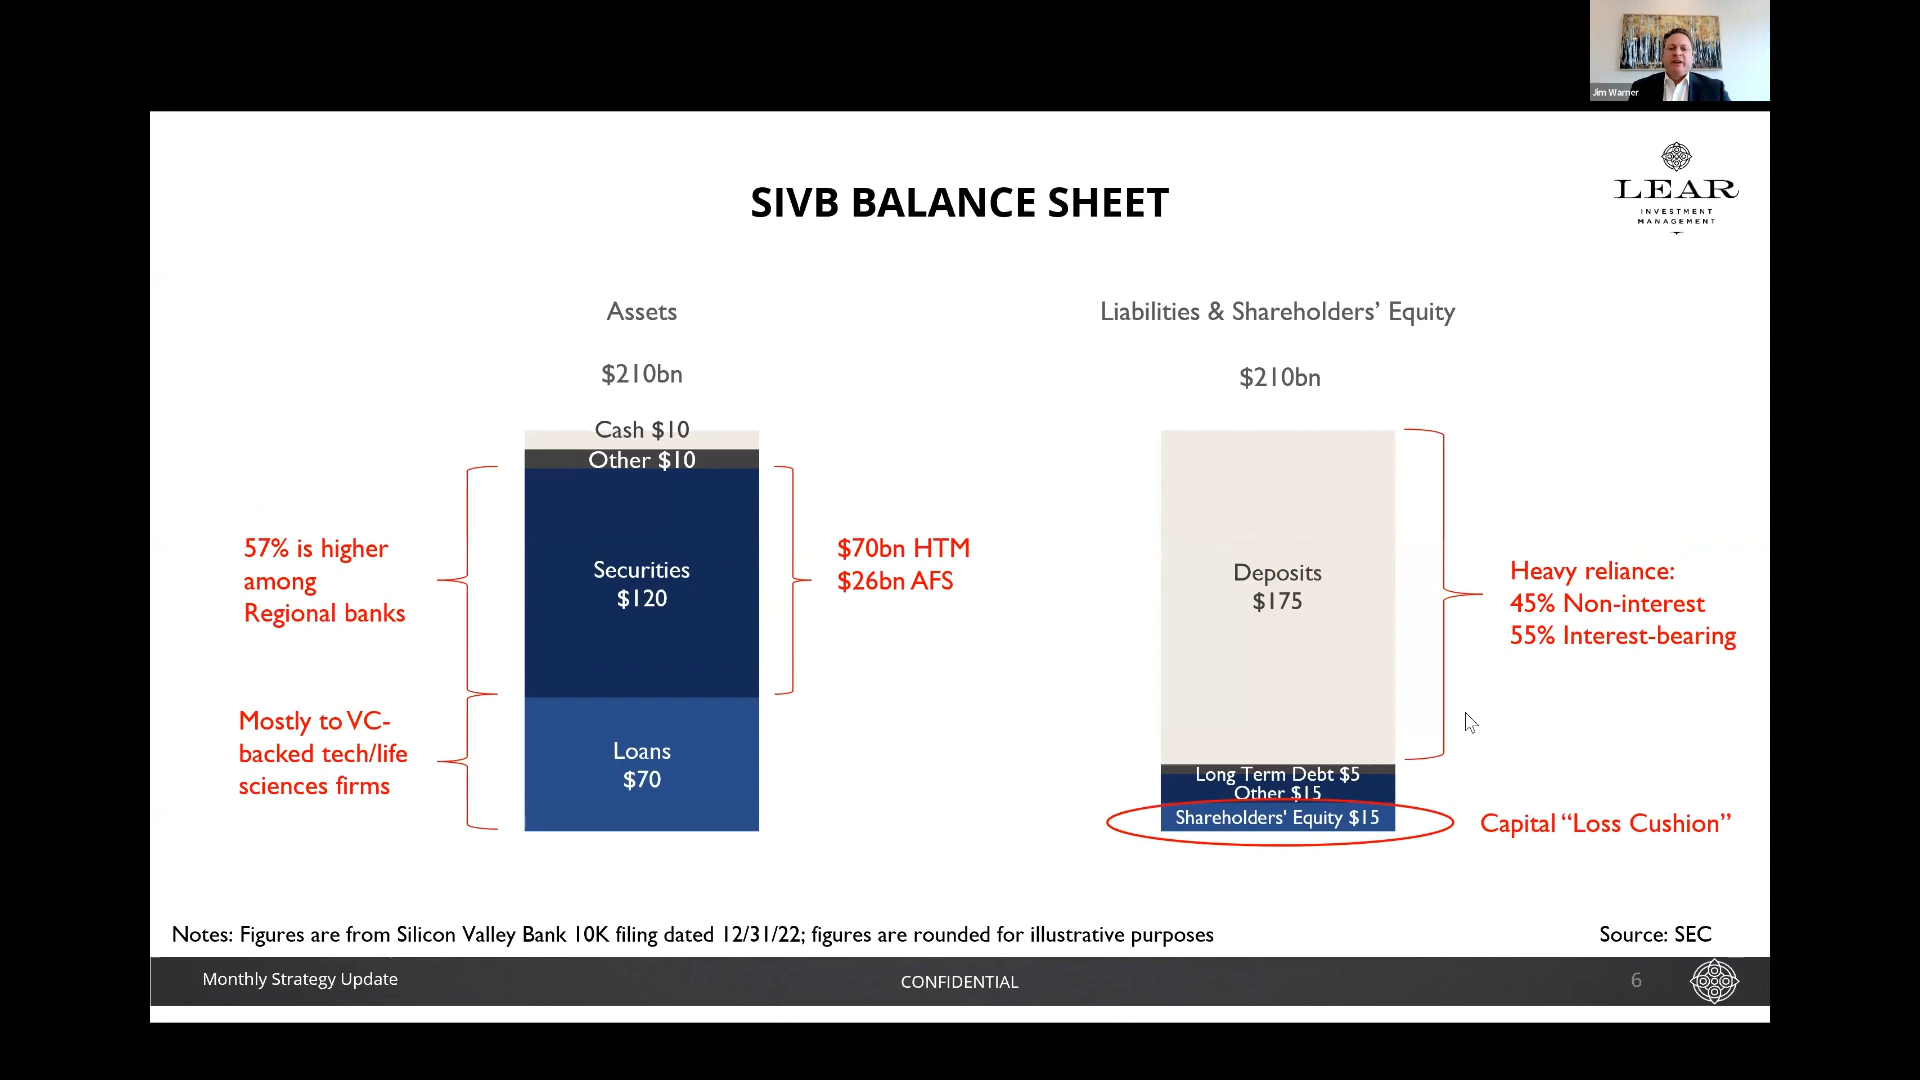 Jim Warner
LEAR
INVESTMENT
MANAGEMENT
SIVB BALANCE SHEET
Assets
$210bn
Cash $10
Other $10
Securities
$120
Loans
$70
57% is higher
among
Regional banks
Mostly to VC-
backed tech/life
sciences firms
$70bn HTM
$26bn AFS
Liabilities & Shareholders’ Equity
$210bn
Deposits
$175
Long Term Debt $5
Other $15
Shareholders' Equity $15
Heavy reliance:
45% Non-interest
55% Interest-bearing
Capital “Loss Cushion”
Notes: Figures are from Silicon Valley Bank 10K filing dated 12/31/22; figures are rounded for illustrative purposes
Source: SEC
Monthly Strategy Update
CONFIDENTIAL
6